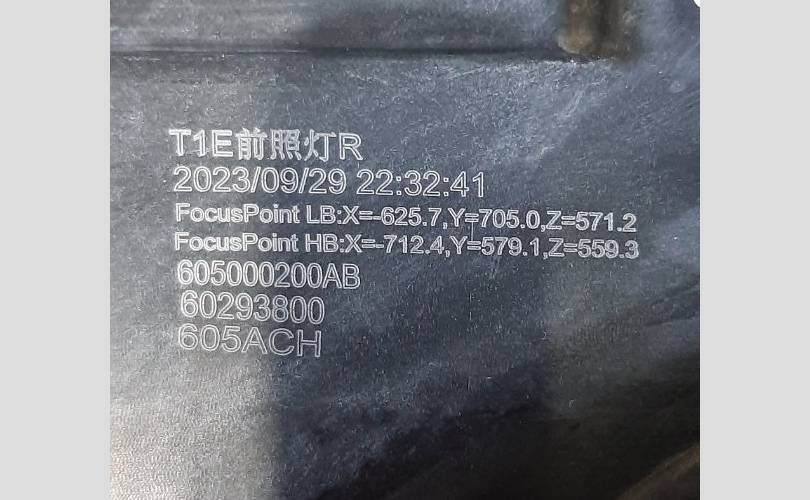 T1E前照灯R
2023/09/29 22:32:41
FocusPoint LB:X=-625.7,Y=705.0,Z=571.2
FocusPoint HB:X=-712.4,Y=579.1,Z=559.3
605000200AB
60293800
605ACH